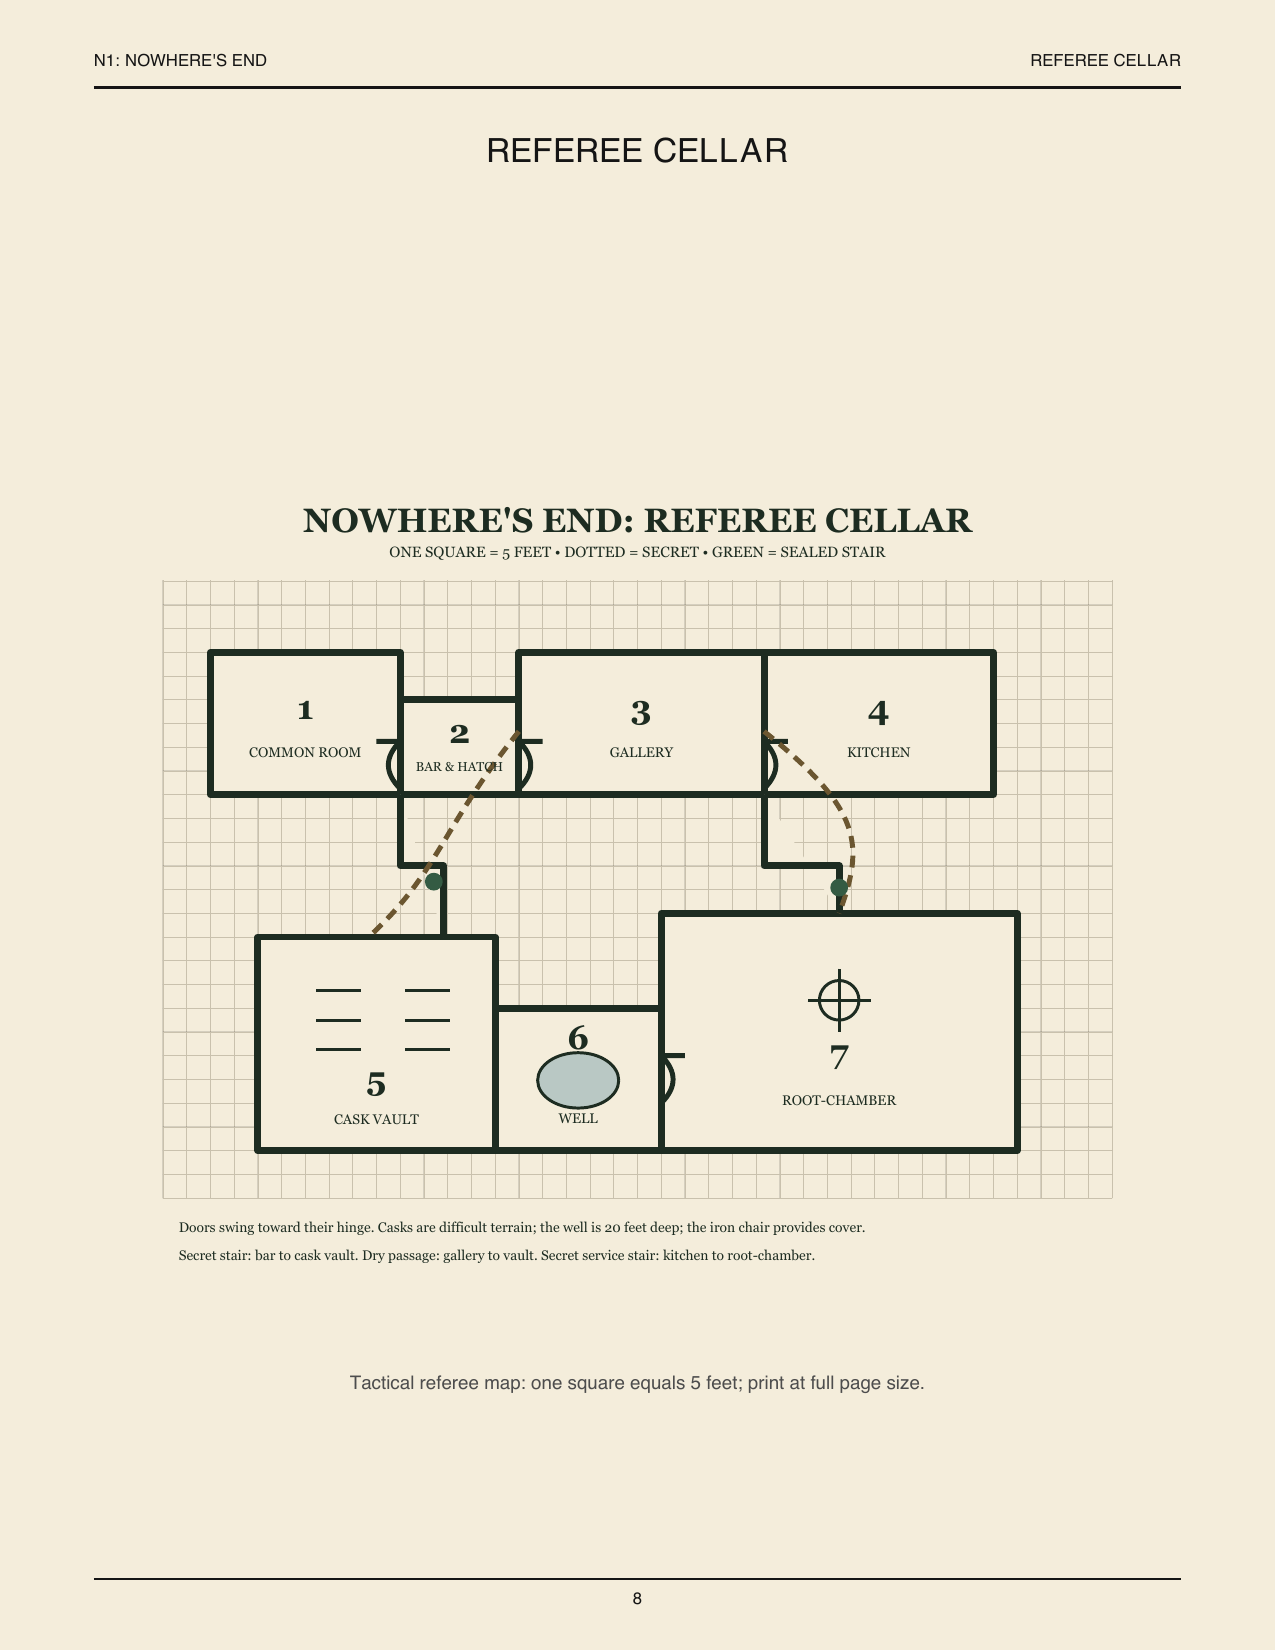 N1: NOWHERE'S END
REFEREE CELLAR
REFEREE CELLAR
NOWHERE'S END: REFEREE CELLAR
ONE SQUARE = 5 FEET • DOTTED = SECRET • GREEN = SEALED STAIR
1
COMMON ROOM
2
BAR & HATCH
3
GALLERY
4
KITCHEN
5
CASK VAULT
6
WELL
7
ROOT-CHAMBER
Doors swing toward their hinge. Casks are difficult terrain; the well is 20 feet deep; the iron chair provides cover.
Secret stair: bar to cask vault. Dry passage: gallery to vault. Secret service stair: kitchen to root-chamber.
Tactical referee map: one square equals 5 feet; print at full page size.
8